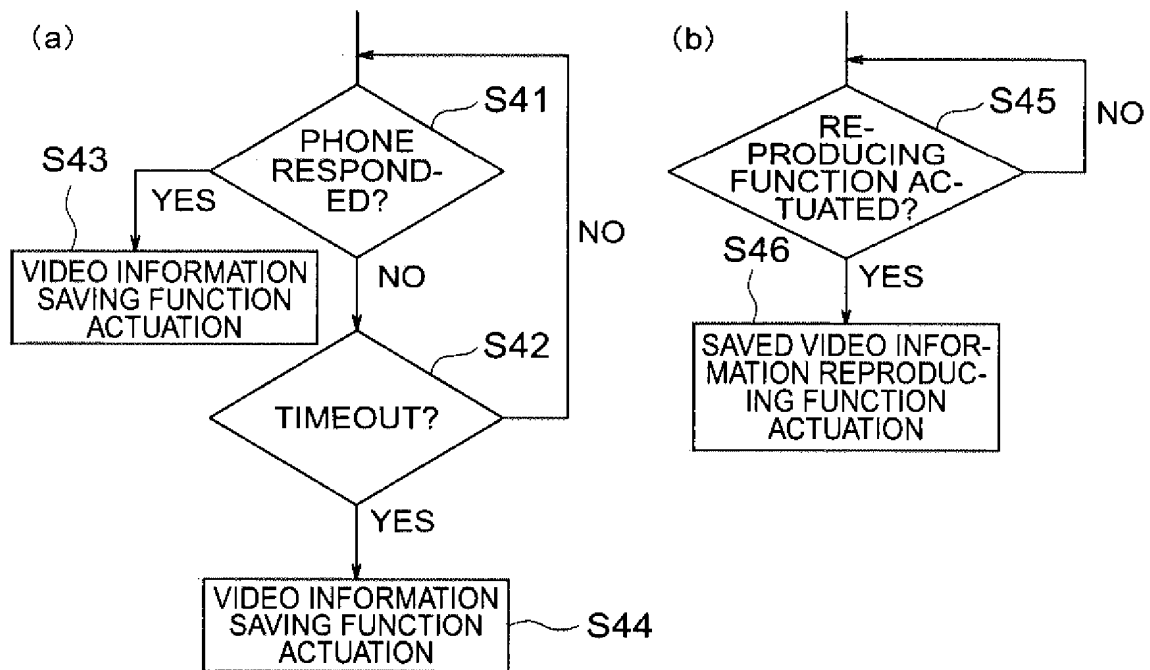 (a)
S41
PHONE
RESPOND-
ED?
YES
S43
VIDEO INFORMATION
SAVING FUNCTION
ACTUATION
NO
NO
S42
TIMEOUT?
YES
VIDEO INFORMATION
SAVING FUNCTION
ACTUATION
S44
(b)
S45
NO
RE-
PRODUCING
FUNCTION AC-
TUATED?
S46
YES
SAVED VIDEO INFOR-
MATION REPRODUC-
ING FUNCTION
ACTUATION